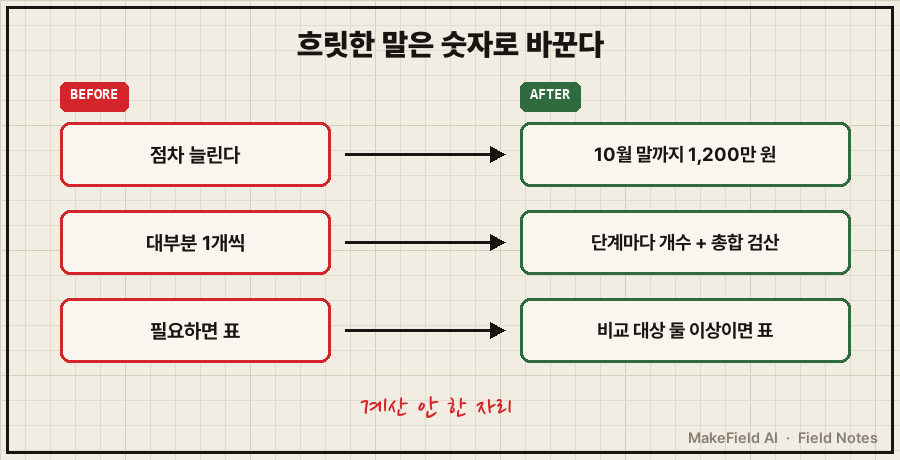 흐릿한 말은 숫자로 바꾼다
BEFORE
AFTER
점차 늘린다
10월 말까지 1,200만 원
대부분 1개씩
단계마다 개수 + 총합 검산
필요하면 표
비교 대상 둘 이상이면 표
계산 안 한 자리
MakeField AI · Field Notes